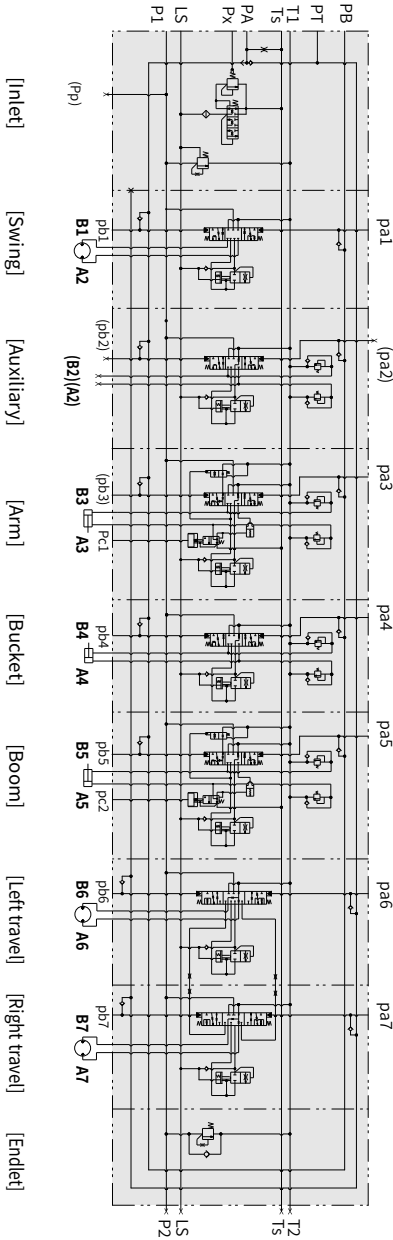 P1
LS
Px
PA
Ts
T1
PT
PB
[Inlet]
(Pp)
[Swing]
B1
pb1
A2
pa1
[Auxiliary]
(pb2)
(B2)(A2)
(pa2)
[Arm]
(pb3)
B3
A3
Pc1
pa3
[Bucket]
pb4
B4
A4
pa4
[Boom]
pb5
B5
A5
pc2
pa5
[Left travel]
pb6
B6
A6
pa6
[Right travel]
pb7
B7
A7
pa7
[Endlet]
P2
LS
Ts
T2